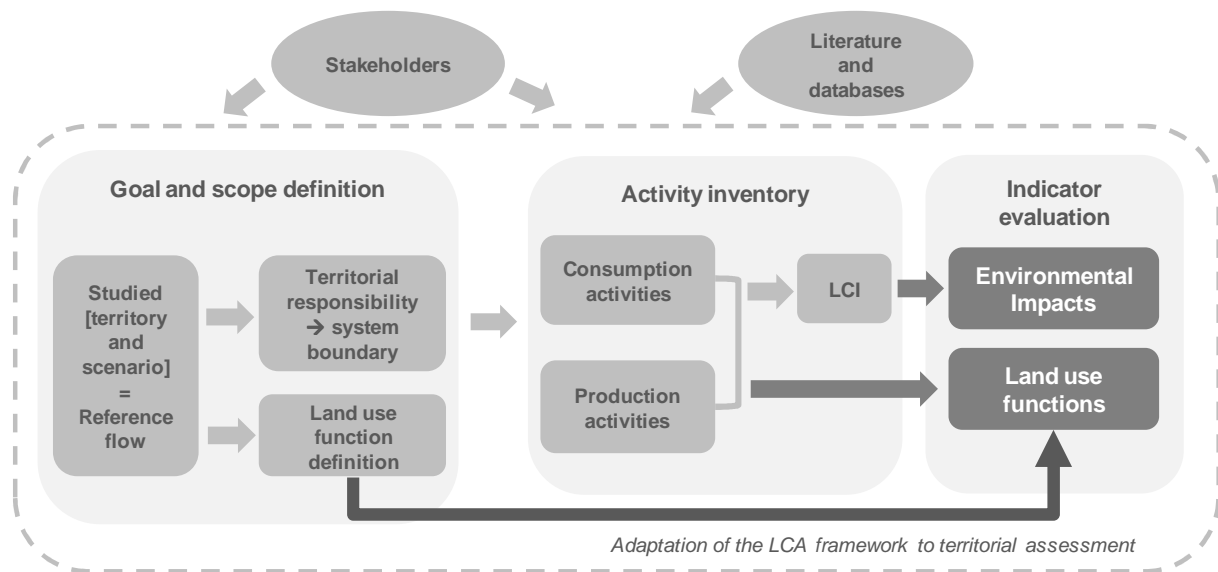 Stakeholders
Literature
and
databases
Goal and scope definition
Studied
[territory
and
scenario]
=
Reference
flow
Territorial
responsibility
➔ system
boundary
Land use
function
definition
Activity inventory
Consumption
activities
Production
activities
LCI
Indicator
evaluation
Environmental
Impacts
Land use
functions
Adaptation of the LCA framework to territorial assessment